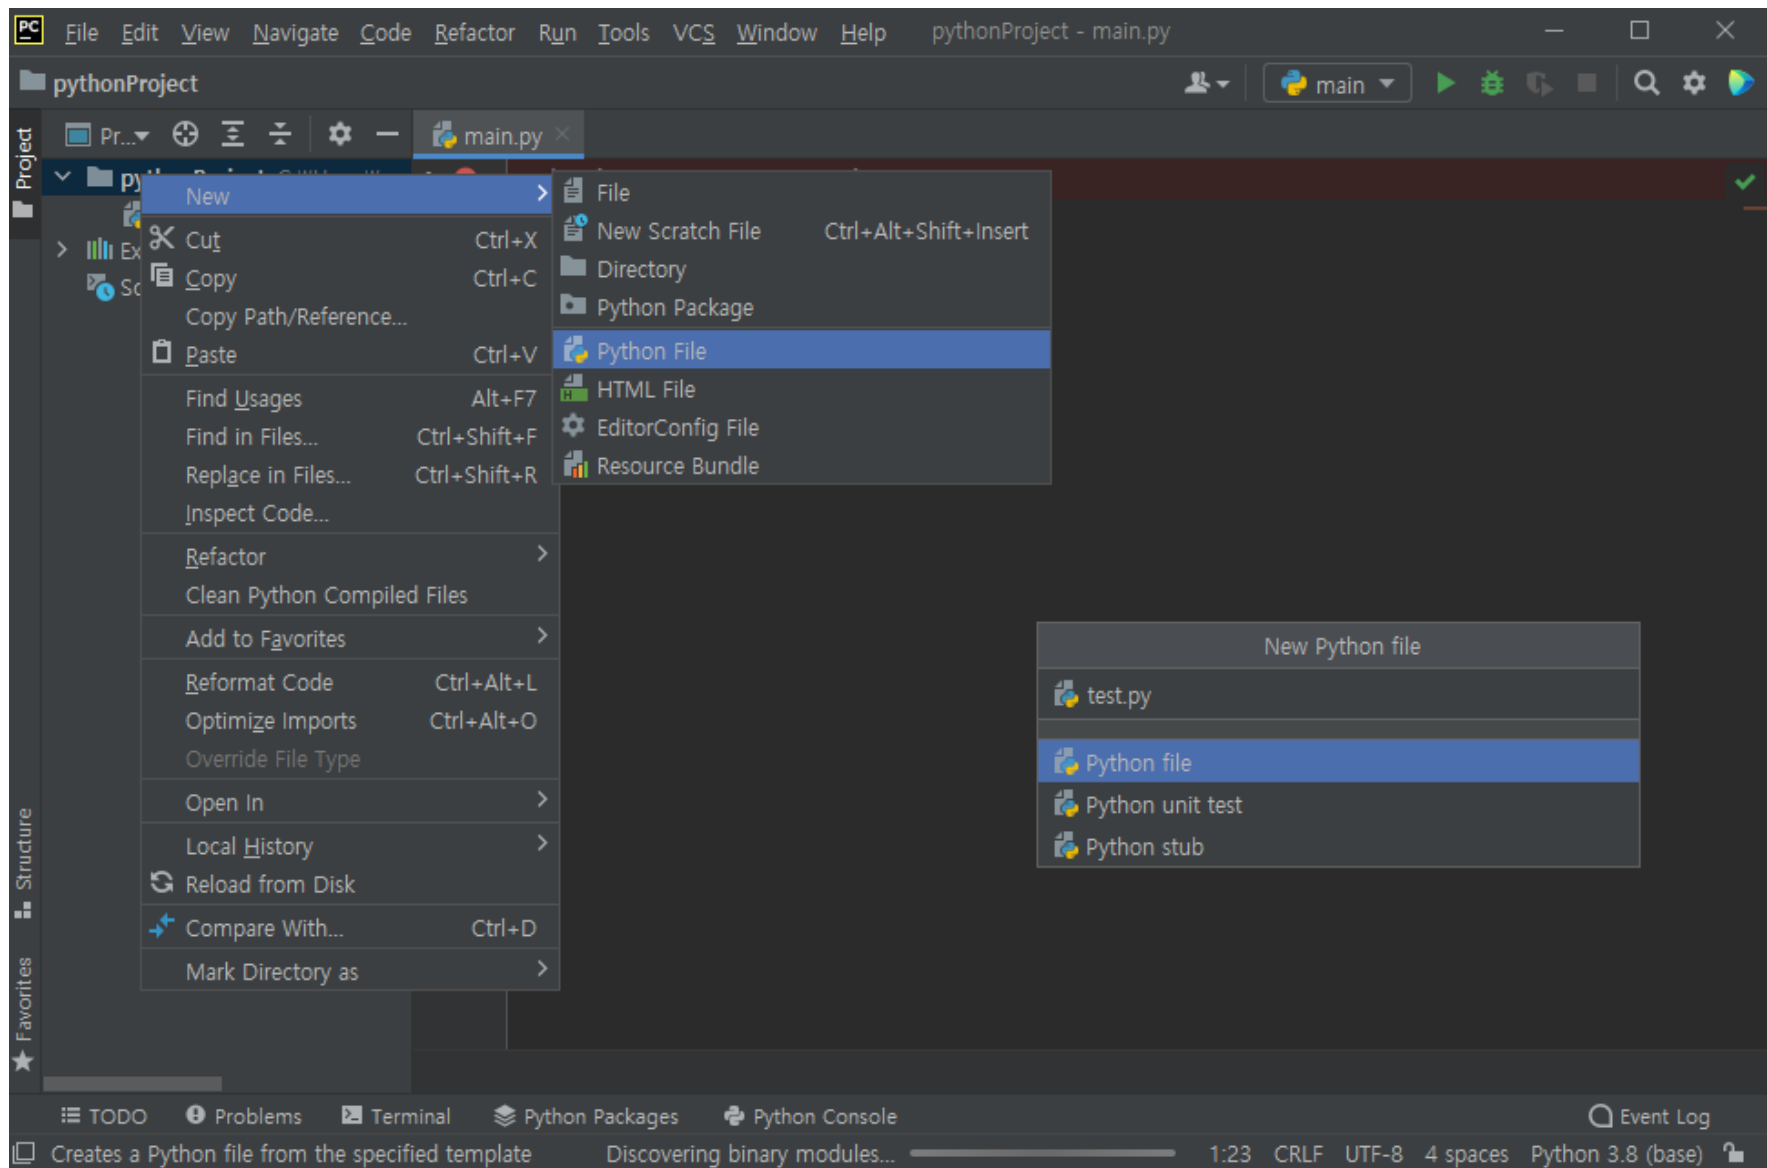 PC File Edit View Navigate Code Refactor Run Tools VCS Window Help pythonProject - main.py
pythonProject
main
Project
Pr...
main.py
New
Cut Ctrl+X
Copy Ctrl+C
Copy Path/Reference...
Paste Ctrl+V
Find Usages Alt+F7
Find in Files... Ctrl+Shift+F
Replace in Files... Ctrl+Shift+R
Inspect Code...
Refactor
Clean Python Compiled Files
Add to Favorites
Reformat Code Ctrl+Alt+L
Optimize Imports Ctrl+Alt+O
Override File Type
Open In
Local History
Reload from Disk
Compare With... Ctrl+D
Mark Directory as
File
New Scratch File Ctrl+Alt+Shift+Insert
Directory
Python Package
Python File
HTML File
EditorConfig File
Resource Bundle
New Python file
test.py
Python file
Python unit test
Python stub
Structure
Favorites
TODO Problems Terminal Python Packages Python Console Event Log
Creates a Python file from the specified template Discovering binary modules... 1:23 CRLF UTF-8 4 spaces Python 3.8 (base)